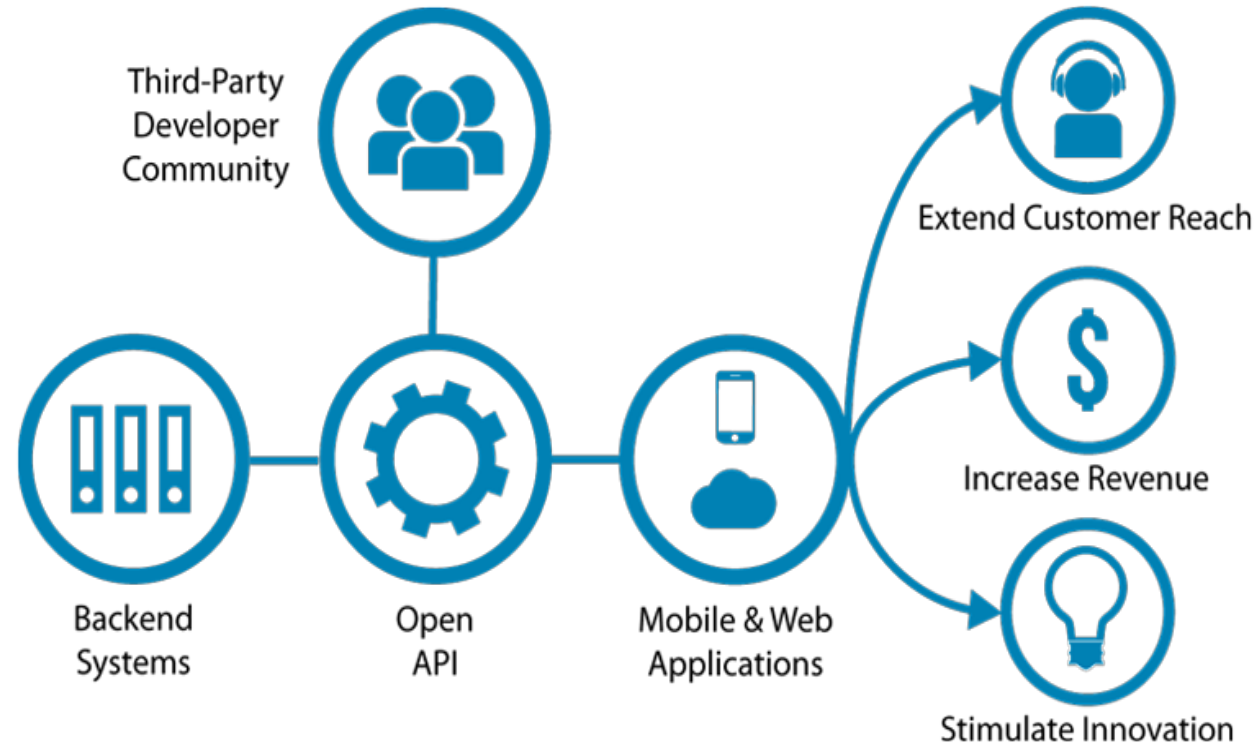 Third-Party
Developer
Community
Extend Customer Reach
Increase Revenue
Backend
Systems
Open
API
Mobile & Web
Applications
Stimulate Innovation